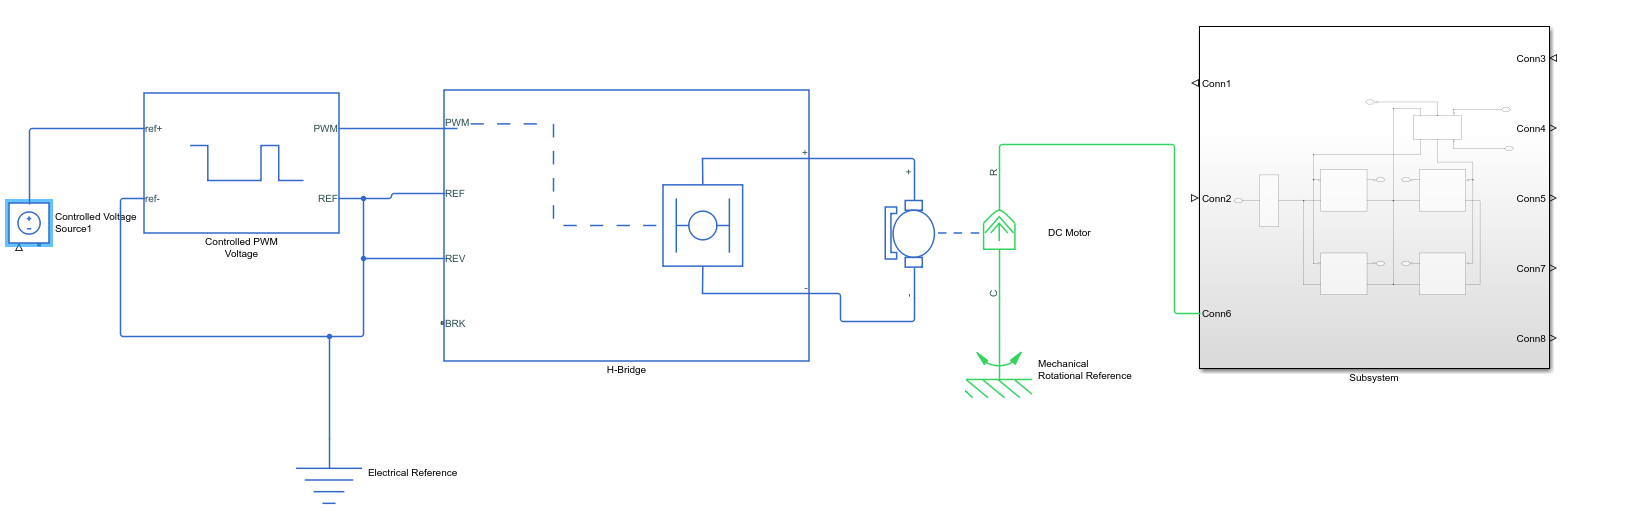 Controlled Voltage
Source1
ref+
ref-
PWM
REF
Controlled PWM
Voltage
PWM
REF
REV
BRK
+
-
H-Bridge
+
-
R
C
DC Motor
Mechanical
Rotational Reference
Electrical Reference
Conn1
Conn2
Conn6
Conn3
Conn4
Conn5
Conn7
Conn8
Subsystem